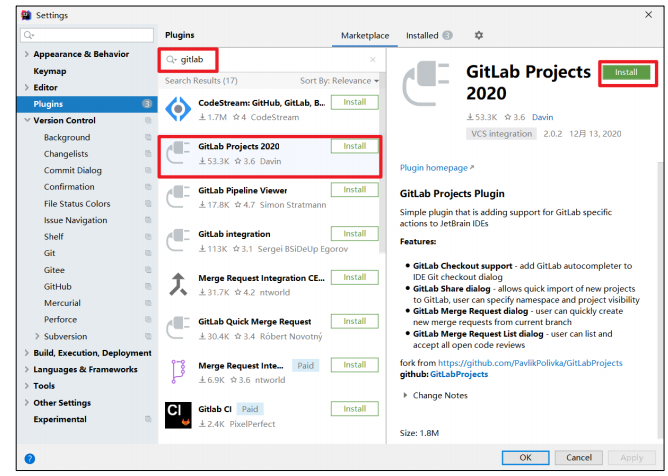 Settings
Plugins
Marketplace
Installed 3
gitlab
Appearance & Behavior
Keymap
Editor
Plugins 3
Version Control
Background
Changelists
Commit Dialog
Confirmation
File Status Colors
Issue Navigation
Shelf
Git
Gitee
GitHub
Mercurial
Perforce
Subversion
Build, Execution, Deployment
Languages & Frameworks
Tools
Other Settings
Experimental
Search Results (17)
Sort By: Relevance
CodeStream: GitHub, GitLab, B...
Install
1.7M 4 CodeStream
GitLab Projects 2020
Install
53.3K 3.6 Davin
GitLab Pipeline Viewer
Install
17.8K 4.7 Simon Stratmann
GitLab integration
Install
113K 3.1 Sergei BSiDeUp Egorov
Merge Request Integration CE...
Install
31.7K 4.2 ntworld
GitLab Quick Merge Request
Install
30.4K 3.4 Róbert Novotný
Merge Request Inte...
Paid
Install
6.9K 3.6 ntworld
CI
Gitlab CI
Paid
Install
2.4K PixelPerfect
GitLab Projects
2020
Install
53.3K 3.6 Davin
VCS integration 2.0.2 12月 13, 2020
Plugin homepage
GitLab Projects Plugin
Simple plugin that is adding support for GitLab specific
actions to JetBrain IDEs
Features:
• GitLab Checkout support - add GitLab autocompleter to
IDE Git checkout dialog
• GitLab Share dialog - allows quick import of new projects
to GitLab, user can specify namespace and project visibility
• GitLab Merge Request dialog - user can quickly create
new merge requests from current branch
• GitLab Merge Request List dialog - user can list and
accept all open code reviews
fork from https://github.com/PavlikPolivka/GitLabProjects
github: GitLabProjects
Change Notes
Size: 1.8M
?
OK
Cancel
Apply